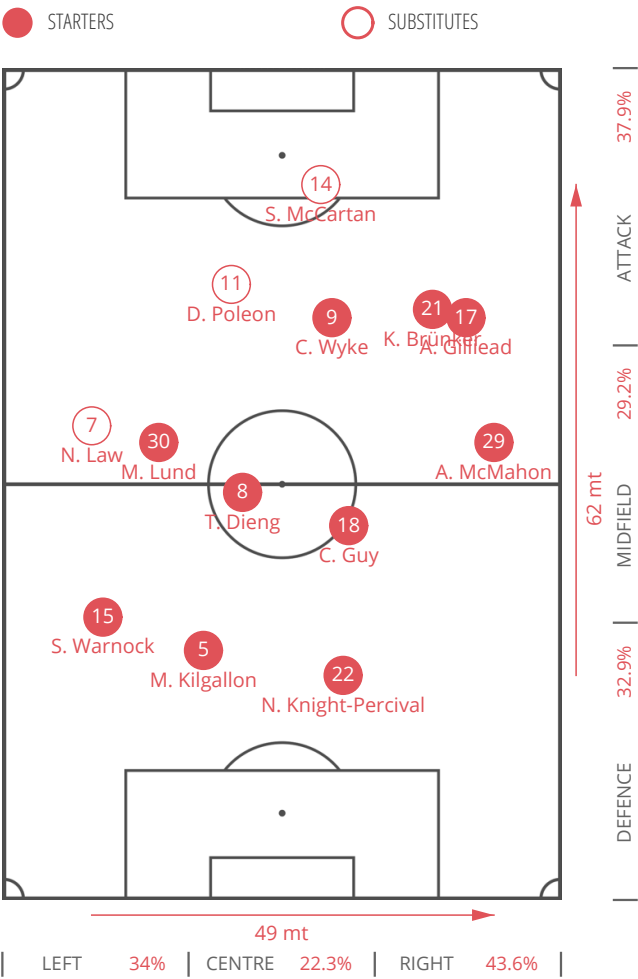 STARTERS
SUBSTITUTES
37.9%
14
S. McCartan
ATTACK
11
D. Poleon
9
C. Wyke
21
K. Brünker
17
A. Gilliead
29.2%
7
N. Law
30
M. Lund
29
A. McMahon
8
T. Dieng
18
C. Guy
62 mt
MIDFIELD
15
S. Warnock
5
M. Kilgallon
22
N. Knight-Percival
32.9%
DEFENCE
49 mt
LEFT 34% CENTRE 22.3% RIGHT 43.6%